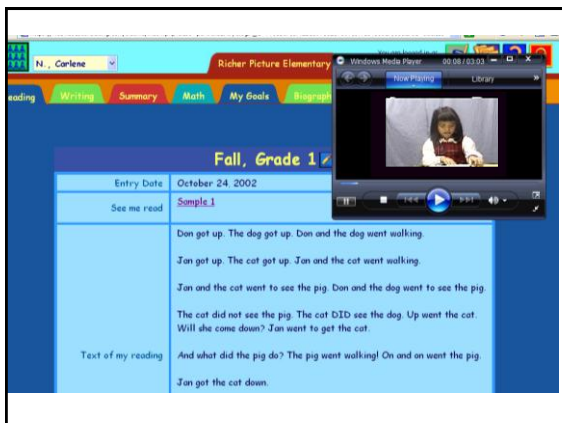 N., Carlene
Richer Picture Elementary
Windows Media Player 00:08 / 03:03
Now Playing Library
Reading Writing Summary Math My Goals
Fall, Grade 1
Entry Date October 24, 2002
See me read Sample 1
Don got up. The dog got up. Don and the dog went walking.
Jan got up. The cat got up. Jan and the cat went walking.
Jan and the cat went to see the pig. Don and the dog went to see the pig.
The cat did not see the pig. The cat DID see the dog. Up went the cat.
Will she come down? Jan went to get the cat.
Text of my reading And what did the pig do? The pig went walking! On and on went the pig.
Jan got the cat down.